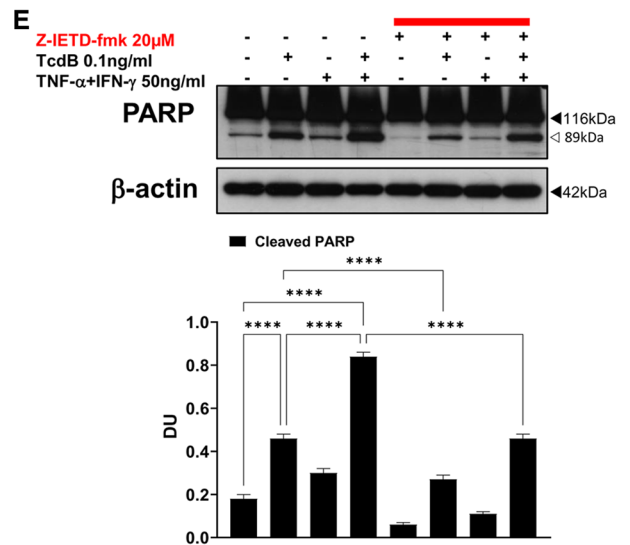 E
Z-IETD-fmk 20μM - - - - + + + +
TcdB 0.1ng/ml - + - + - + - +
TNF-α+IFN-γ 50ng/ml - - + + - - + +
PARP
◄116kDa
◁ 89kDa
β-actin
◄42kDa
Cleaved PARP
****
****
**** **** ****
1.0
0.8
0.6
0.4
0.2
0.0
DU